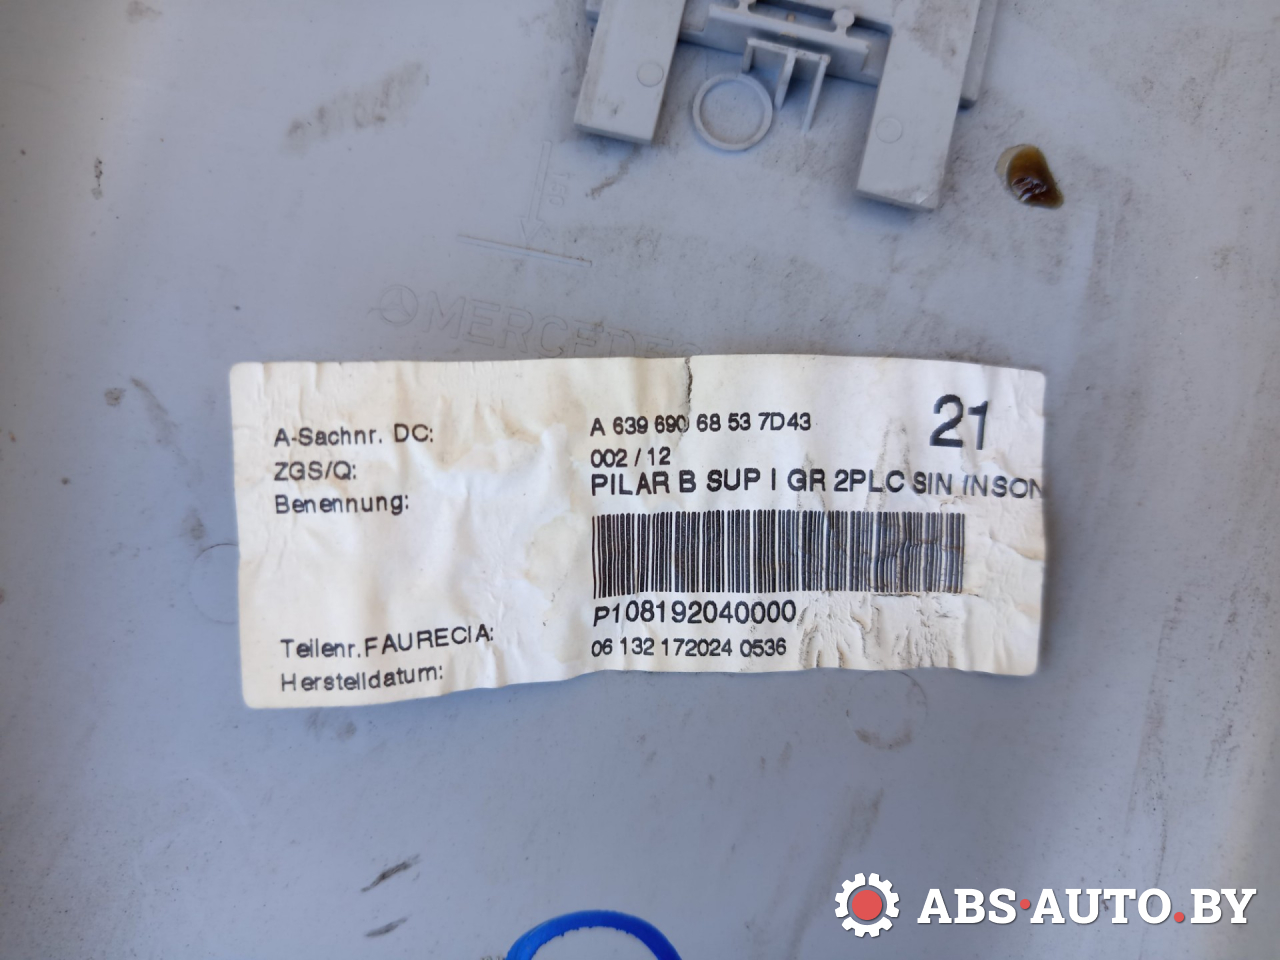 MERCEDES
A-Sachnr. DC: A 639 690 68 53 7D43 21
ZGS/Q: 002 / 12
Benennung: PILAR B SUP I GR 2PLC SIN INSON
P108192040000
Teilenr. FAURECIA: 06 132 172024 0536
Herstelldatum:
ABS·AUTO.BY